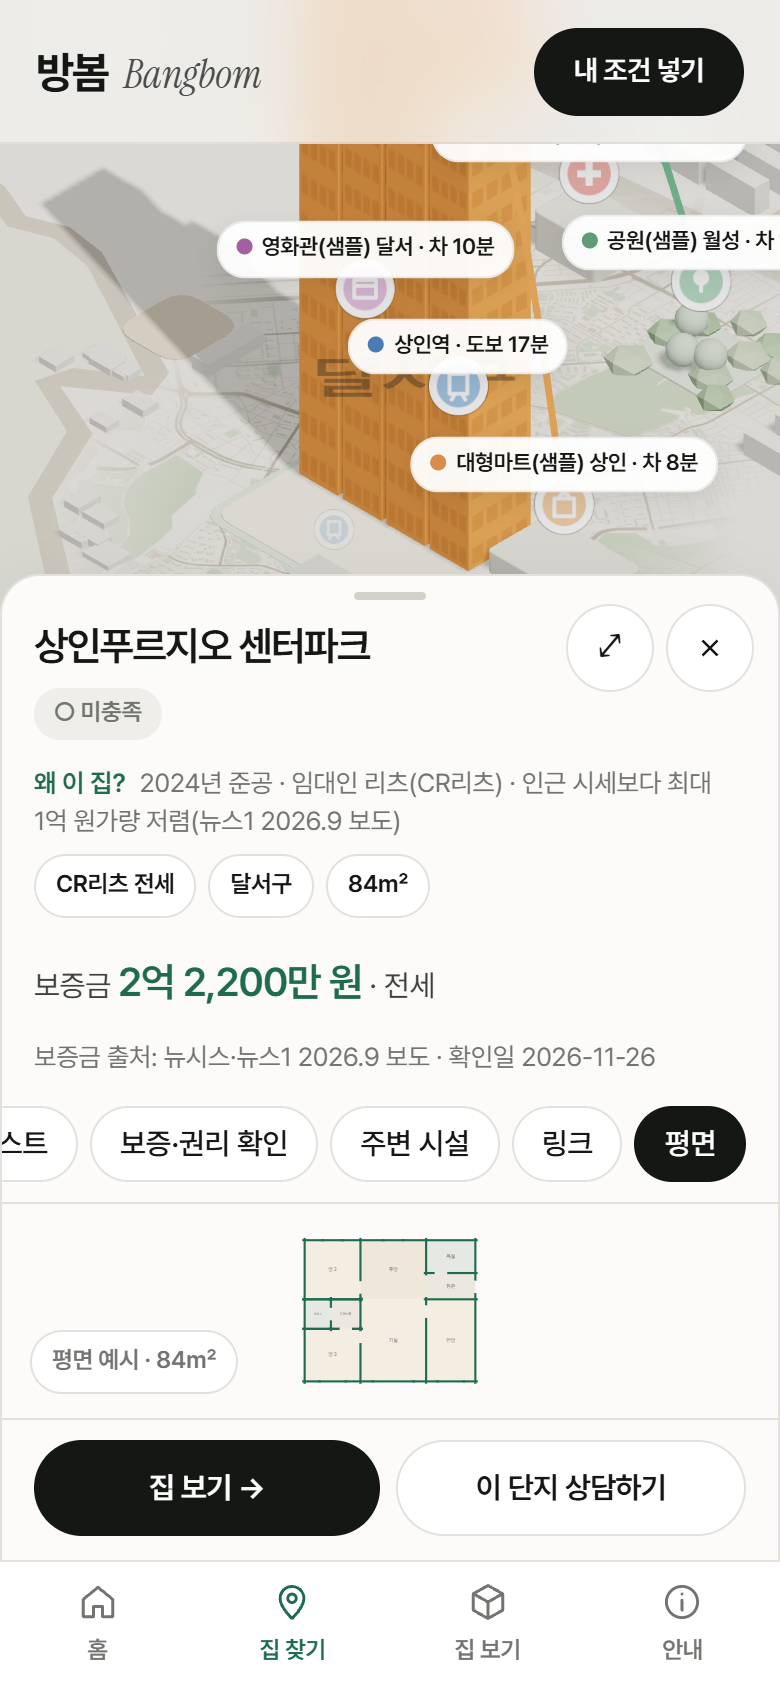 방봄 Bangbom
내 조건 넣기
영화관(샘플) 달서 · 차 10분
공원(샘플) 월성 · 차
상인역 · 도보 17분
대형마트(샘플) 상인 · 차 8분
상인푸르지오 센터파크
미충족
왜 이 집? 2024년 준공 · 임대인 리츠(CR리츠) · 인근 시세보다 최대
1억 원가량 저렴(뉴스1 2026.9 보도)
CR리츠 전세
달서구
84m²
보증금 2억 2,200만 원 · 전세
보증금 출처: 뉴시스·뉴스1 2026.9 보도 · 확인일 2026-11-26
스트
보증·권리 확인
주변 시설
링크
평면
평면 예시 · 84m²
집 보기 →
이 단지 상담하기
홈
집 찾기
집 보기
안내